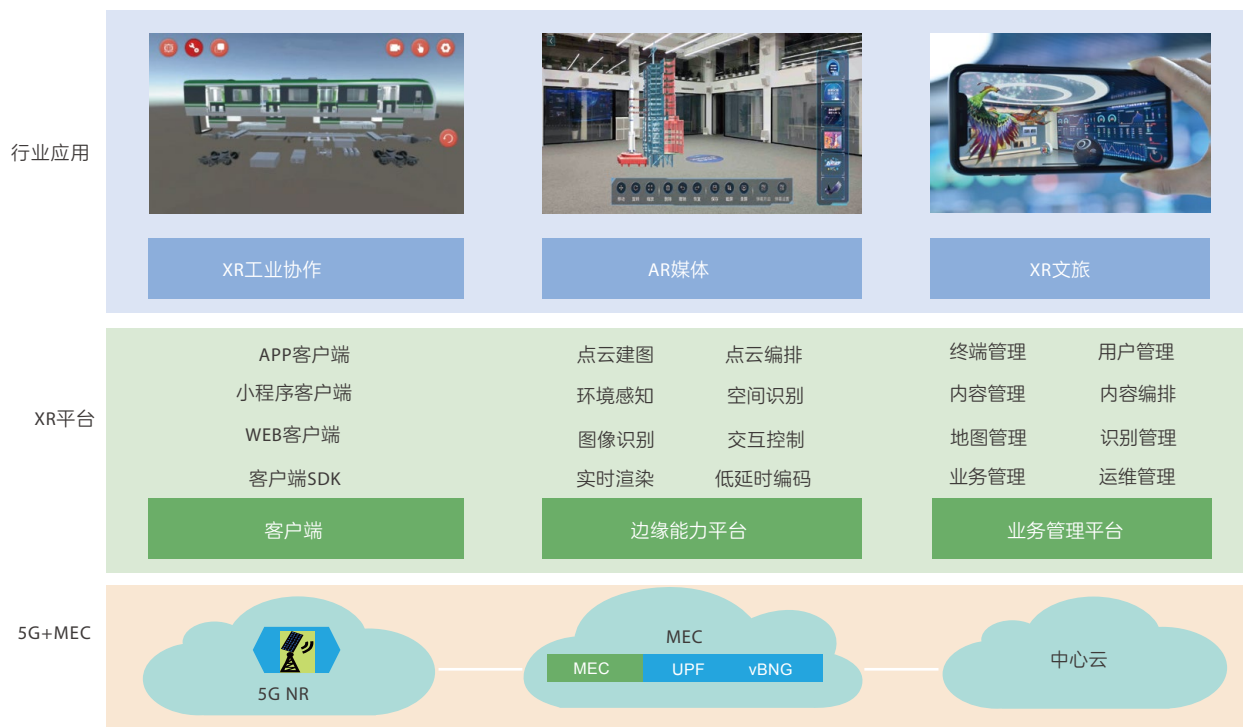 行业应用
XR工业协作
AR媒体
XR文旅
XR平台
APP客户端
小程序客户端
WEB客户端
客户端SDK
客户端
点云建图 点云编排
环境感知 空间识别
图像识别 交互控制
实时渲染 低延时编码
边缘能力平台
终端管理 用户管理
内容管理 内容编排
地图管理 识别管理
业务管理 运维管理
业务管理平台
5G+MEC
5G NR
MEC
MEC UPF vBNG
中心云